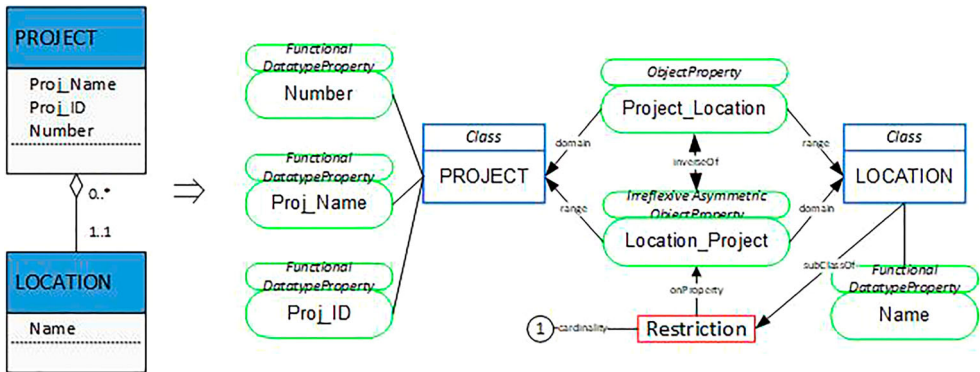 PROJECT
Proj_Name
Proj_ID
Number
0..*
1..1
LOCATION
Name
⇒
Functional
DatatypeProperty
Number
Functional
DatatypeProperty
Proj_Name
Functional
DatatypeProperty
Proj_ID
Class
PROJECT
ObjectProperty
Project_Location
domain
range
inverseOf
Irreflexive Asymmetric
ObjectProperty
Location_Project
range
domain
onProperty
1
cardinality
Restriction
Class
LOCATION
subClassOf
Functional
DatatypeProperty
Name